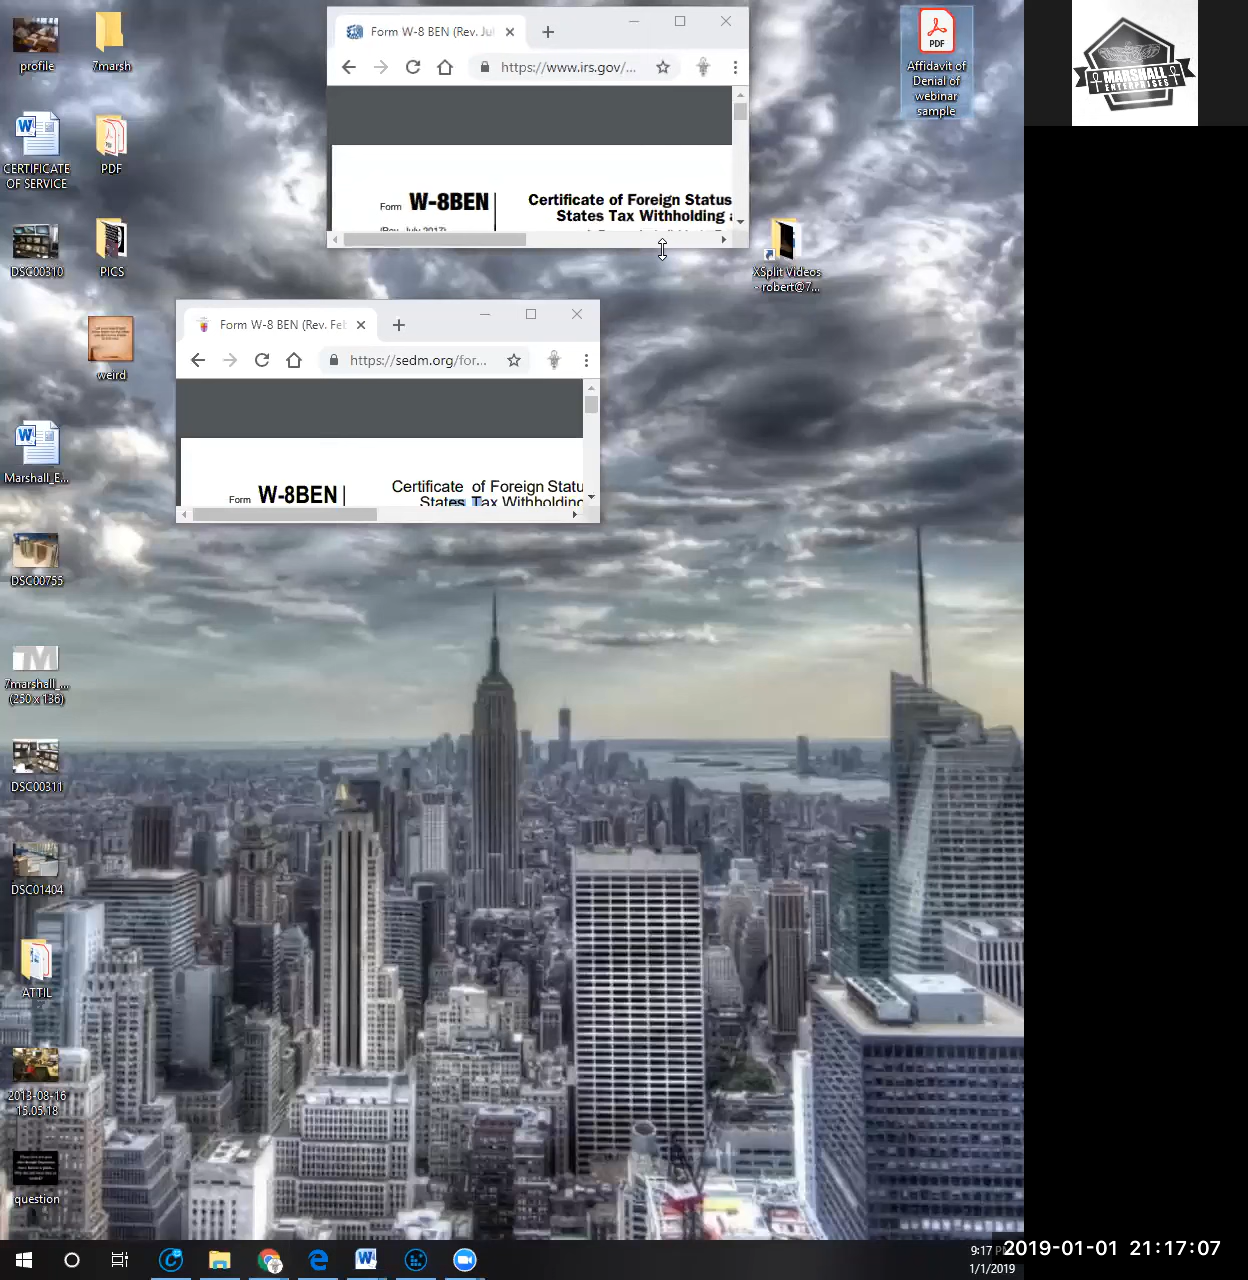 profile
7marsh
CERTIFICATE
OF SERVICE
PDF
DSC00310
PICS
weird
Marshall_E...
DSC00755
7marshall_...
(250 x 136)
DSC00311
DSC01404
ATTIL
2013-08-16
15.05.18
question
Form W-8 BEN (Rev. Jul
https://www.irs.gov/...
Form W-8BEN
Certificate of Foreign Status
States Tax Withholding a
(Rev. July 2017)
Form W-8 BEN (Rev. Feb
https://sedm.org/for...
Form W-8BEN
Certificate of Foreign Statu
States Tax Withholding
PDF
Affidavit of
Denial of
webinar
sample
XSplit Videos
- robert@7...
MARSHALL
ENTERPRISES
9:17 P
1/1/2019
2019-01-01 21:17:07